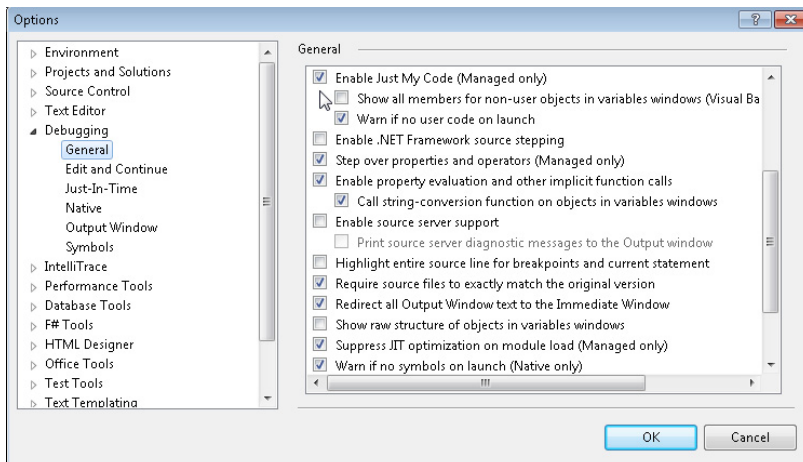 Options
Environment
Projects and Solutions
Source Control
Text Editor
Debugging
General
Edit and Continue
Just-In-Time
Native
Output Window
Symbols
IntelliTrace
Performance Tools
Database Tools
F# Tools
HTML Designer
Office Tools
Test Tools
Text Templating
General
Enable Just My Code (Managed only)
Show all members for non-user objects in variables windows (Visual Ba
Warn if no user code on launch
Enable .NET Framework source stepping
Step over properties and operators (Managed only)
Enable property evaluation and other implicit function calls
Call string-conversion function on objects in variables windows
Enable source server support
Print source server diagnostic messages to the Output window
Highlight entire source line for breakpoints and current statement
Require source files to exactly match the original version
Redirect all Output Window text to the Immediate Window
Show raw structure of objects in variables windows
Suppress JIT optimization on module load (Managed only)
Warn if no symbols on launch (Native only)
OK
Cancel